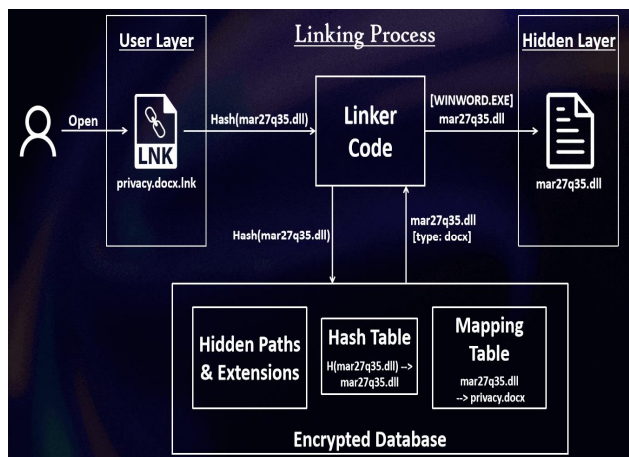 Linking Process
User Layer
Hidden Layer
Open
LNK
privacy.docx.lnk
Hash(mar27q35.dll)
Linker
Code
[WINWORD.EXE]
mar27q35.dll
mar27q35.dll
Hash(mar27q35.dll)
mar27q35.dll
[type: docx]
Hidden Paths
& Extensions
Hash Table
H(mar27q35.dll) -->
mar27q35.dll
Mapping
Table
mar27q35.dll
--> privacy.docx
Encrypted Database